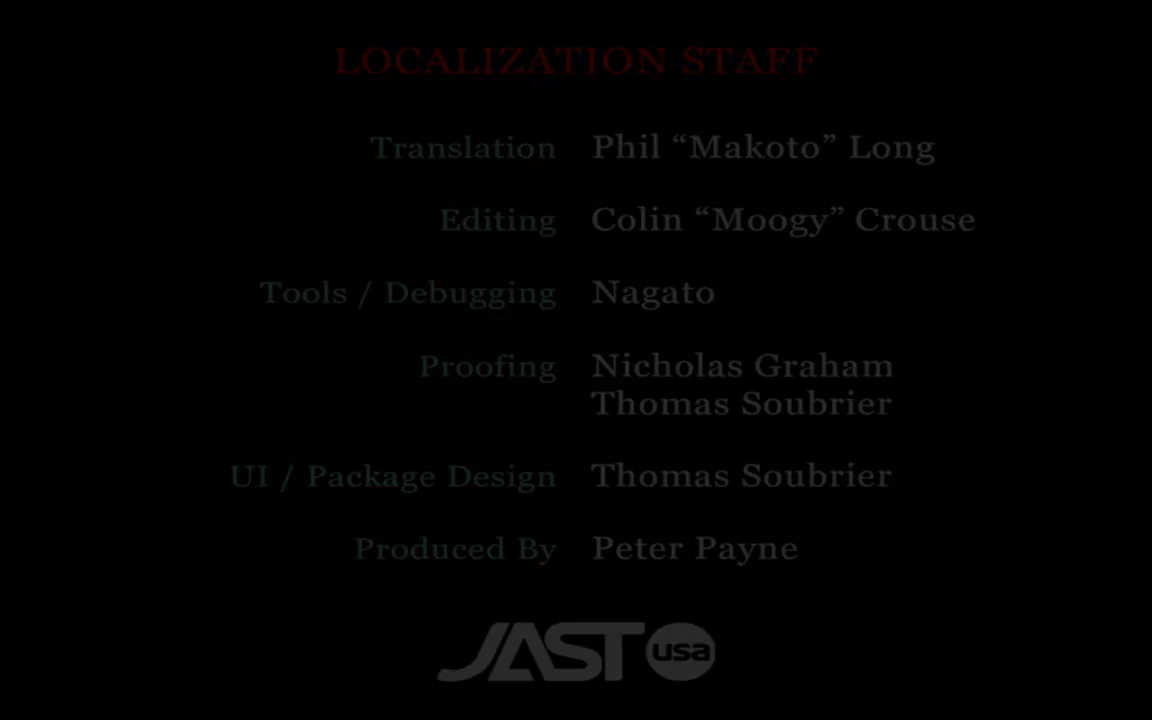 LOCALIZATION STAFF
Translation Phil “Makoto” Long
Editing Colin “Moogy” Crouse
Tools / Debugging Nagato
Proofing Nicholas Graham
Thomas Soubrier
UI / Package Design Thomas Soubrier
Produced By Peter Payne
JAST usa